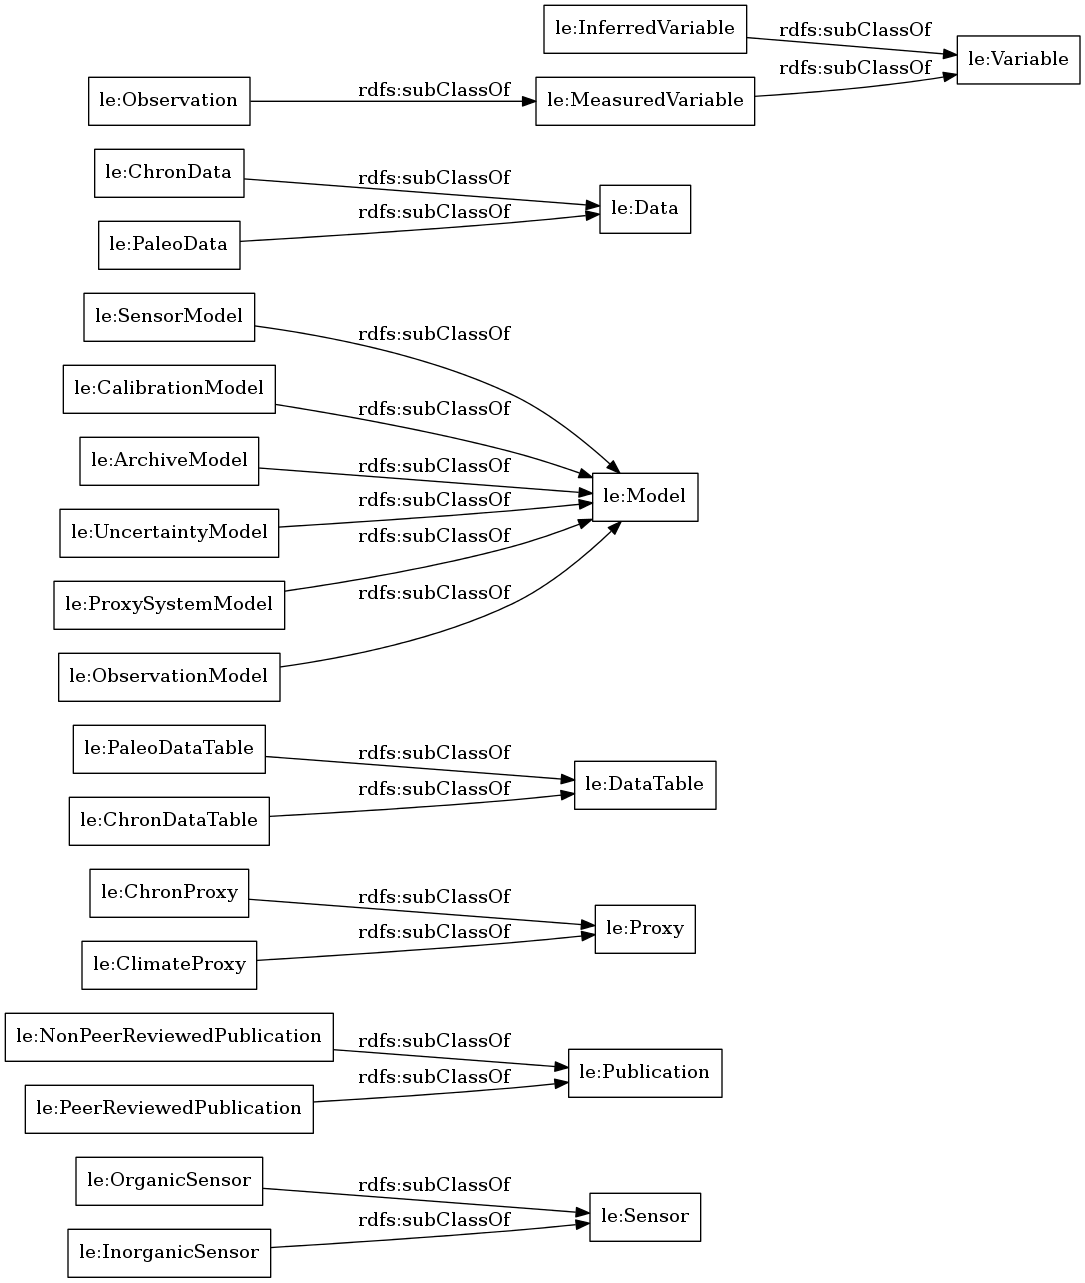 le:InferredVariable
rdfs:subClassOf
le:Variable
rdfs:subClassOf
le:Observation
rdfs:subClassOf
le:MeasuredVariable
le:ChronData
rdfs:subClassOf
le:Data
rdfs:subClassOf
le:PaleoData
le:SensorModel
rdfs:subClassOf
le:CalibrationModel
rdfs:subClassOf
le:ArchiveModel
rdfs:subClassOf
le:Model
rdfs:subClassOf
le:UncertaintyModel
rdfs:subClassOf
le:ProxySystemModel
rdfs:subClassOf
le:ObservationModel
le:PaleoDataTable
rdfs:subClassOf
le:DataTable
rdfs:subClassOf
le:ChronDataTable
le:ChronProxy
rdfs:subClassOf
le:Proxy
rdfs:subClassOf
le:ClimateProxy
le:NonPeerReviewedPublication
rdfs:subClassOf
le:Publication
rdfs:subClassOf
le:PeerReviewedPublication
le:OrganicSensor
rdfs:subClassOf
le:Sensor
rdfs:subClassOf
le:InorganicSensor